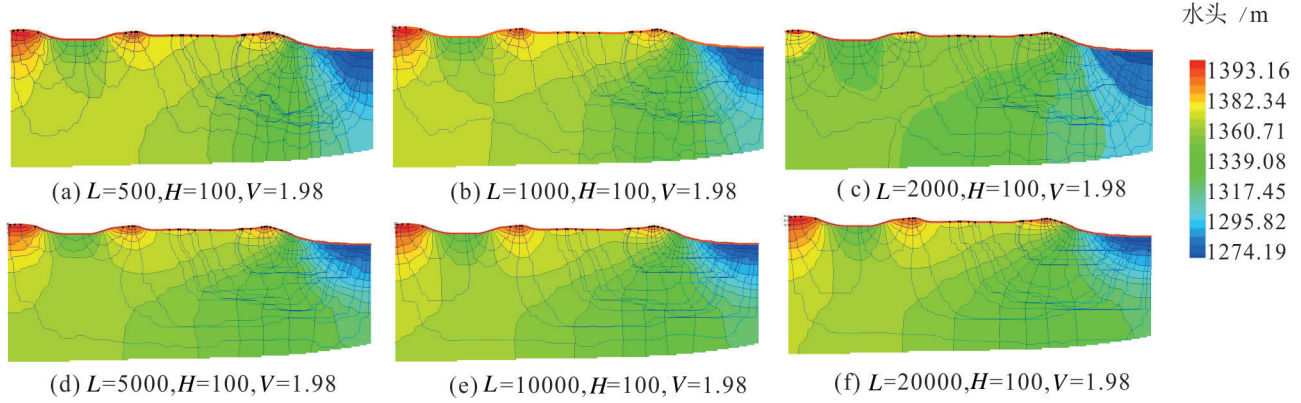 水头 /m
1393.16
1382.34
1360.71
1339.08
1317.45
1295.82
1274.19
(a) L=500,H=100,V=1.98
(b) L=1000,H=100,V=1.98
(c) L=2000,H=100,V=1.98
(d) L=5000,H=100,V=1.98
(e) L=10000,H=100,V=1.98
(f) L=20000,H=100,V=1.98